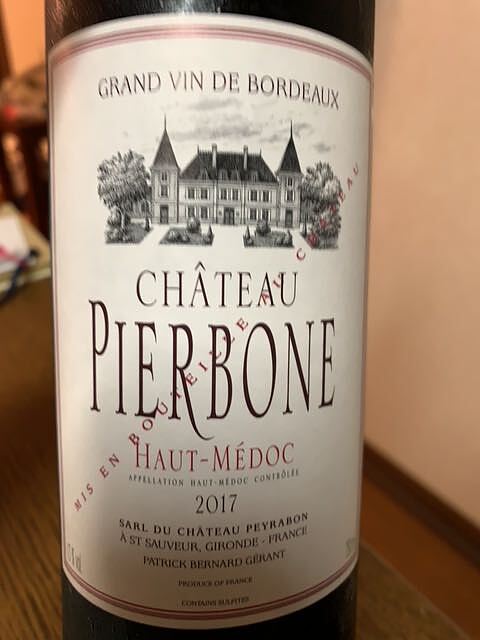 GRAND VIN DE BORDEAUX
CHÂTEAU
PIERBONE
MIS EN BOUTEILLE AU CHATEAU
HAUT-MÉDOC
APPELLATION HAUT-MÉDOC CONTRÔLÉE
2017
SARL DU CHÂTEAU PEYRABON
À ST SAUVEUR, GIRONDE - FRANCE
PATRICK BERNARD GÉRANT
PRODUCE OF FRANCE
CONTAINS SULFITES